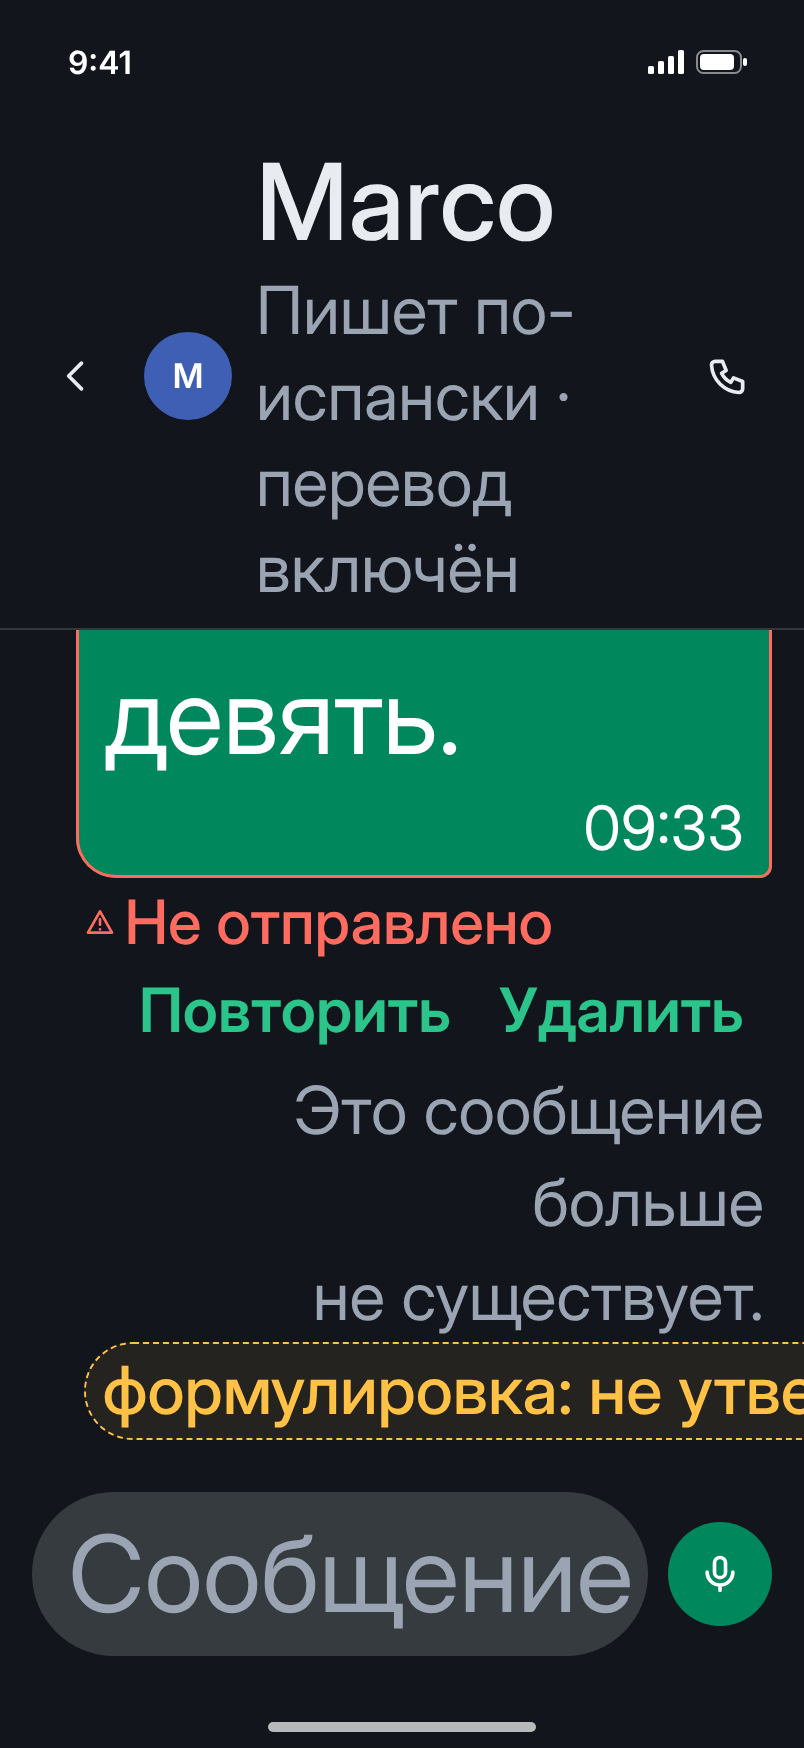 9:41
Marco
Пишет по-
испански ·
перевод
включён
M
девять.
09:33
Не отправлено
Повторить Удалить
Это сообщение
больше
не существует.
формулировка: не утве
Сообщение